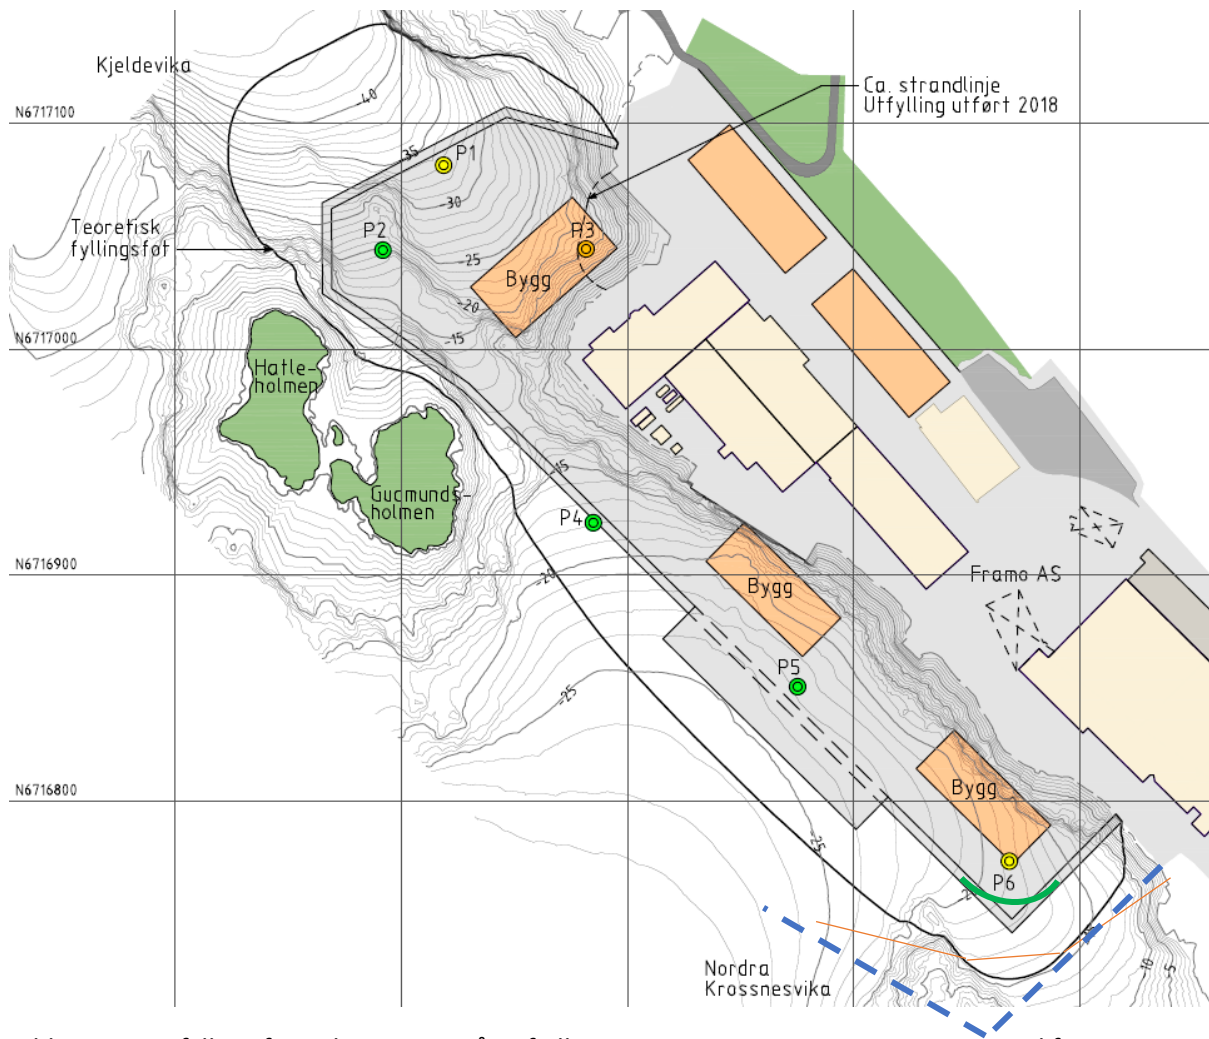 Kjeldevika
Ca. strandlinje
Utfylling utført 2018
N6717100
-40
-35
P1
-30
Teoretisk
fyllingsfot
P2
P3
-25
Bygg
-20
-15
N6717000
Hatle-
holmen
-15
Gudmunds-
holmen
P4
N6716900
-20
Bygg
Framo AS
P5
-25
N6716800
Bygg
-25
P6
Nordra
Krossnesvika
-10
-5